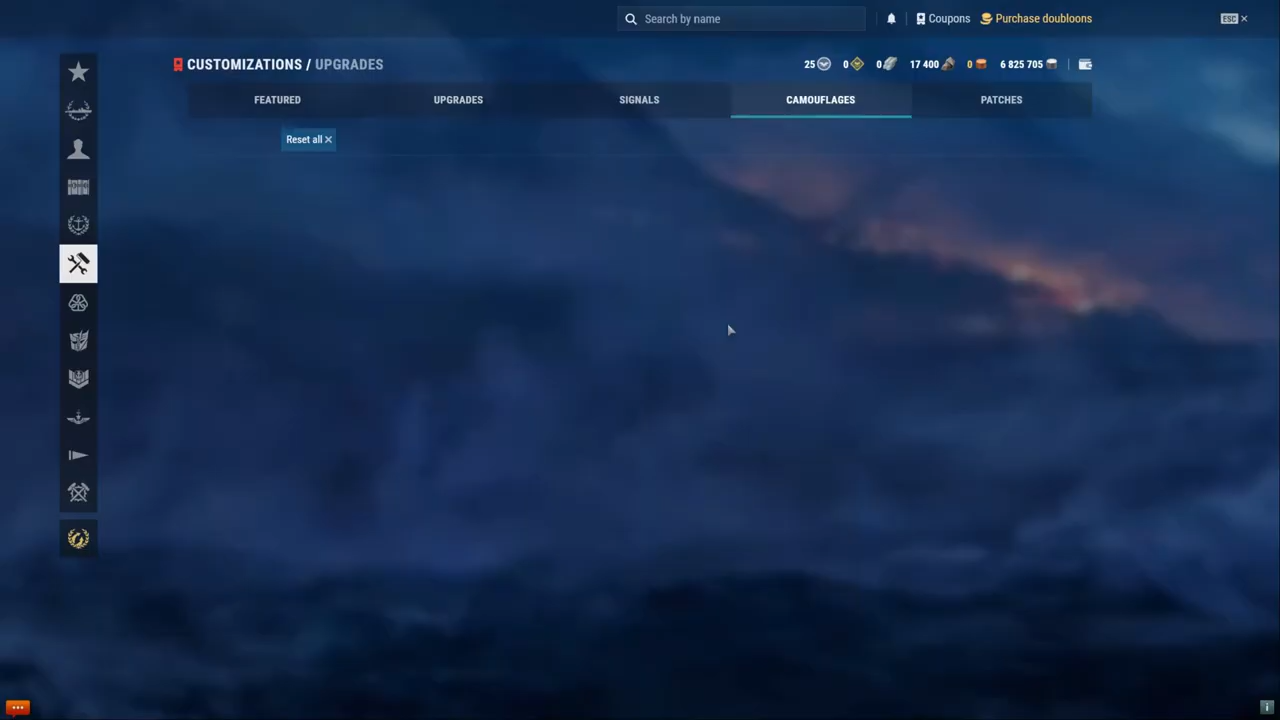 Search by name
Coupons
Purchase doubloons
ESC ×
CUSTOMIZATIONS / UPGRADES
25
0
0
17 400
0
6 825 705
FEATURED
UPGRADES
SIGNALS
CAMOUFLAGES
PATCHES
Reset all ×